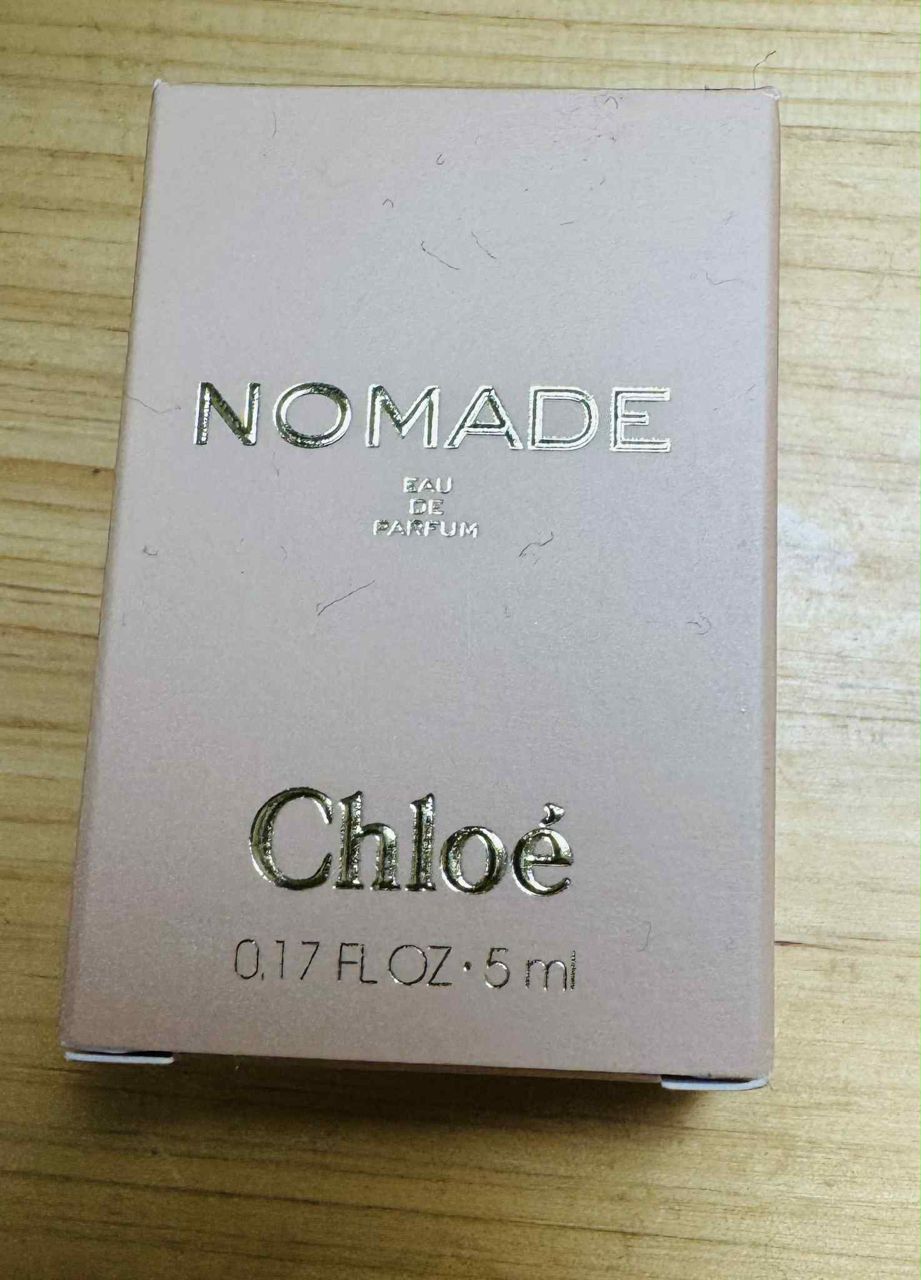 NOMADE
EAU
DE
PARFUM
Chloé
0,17 FL OZ · 5 ml